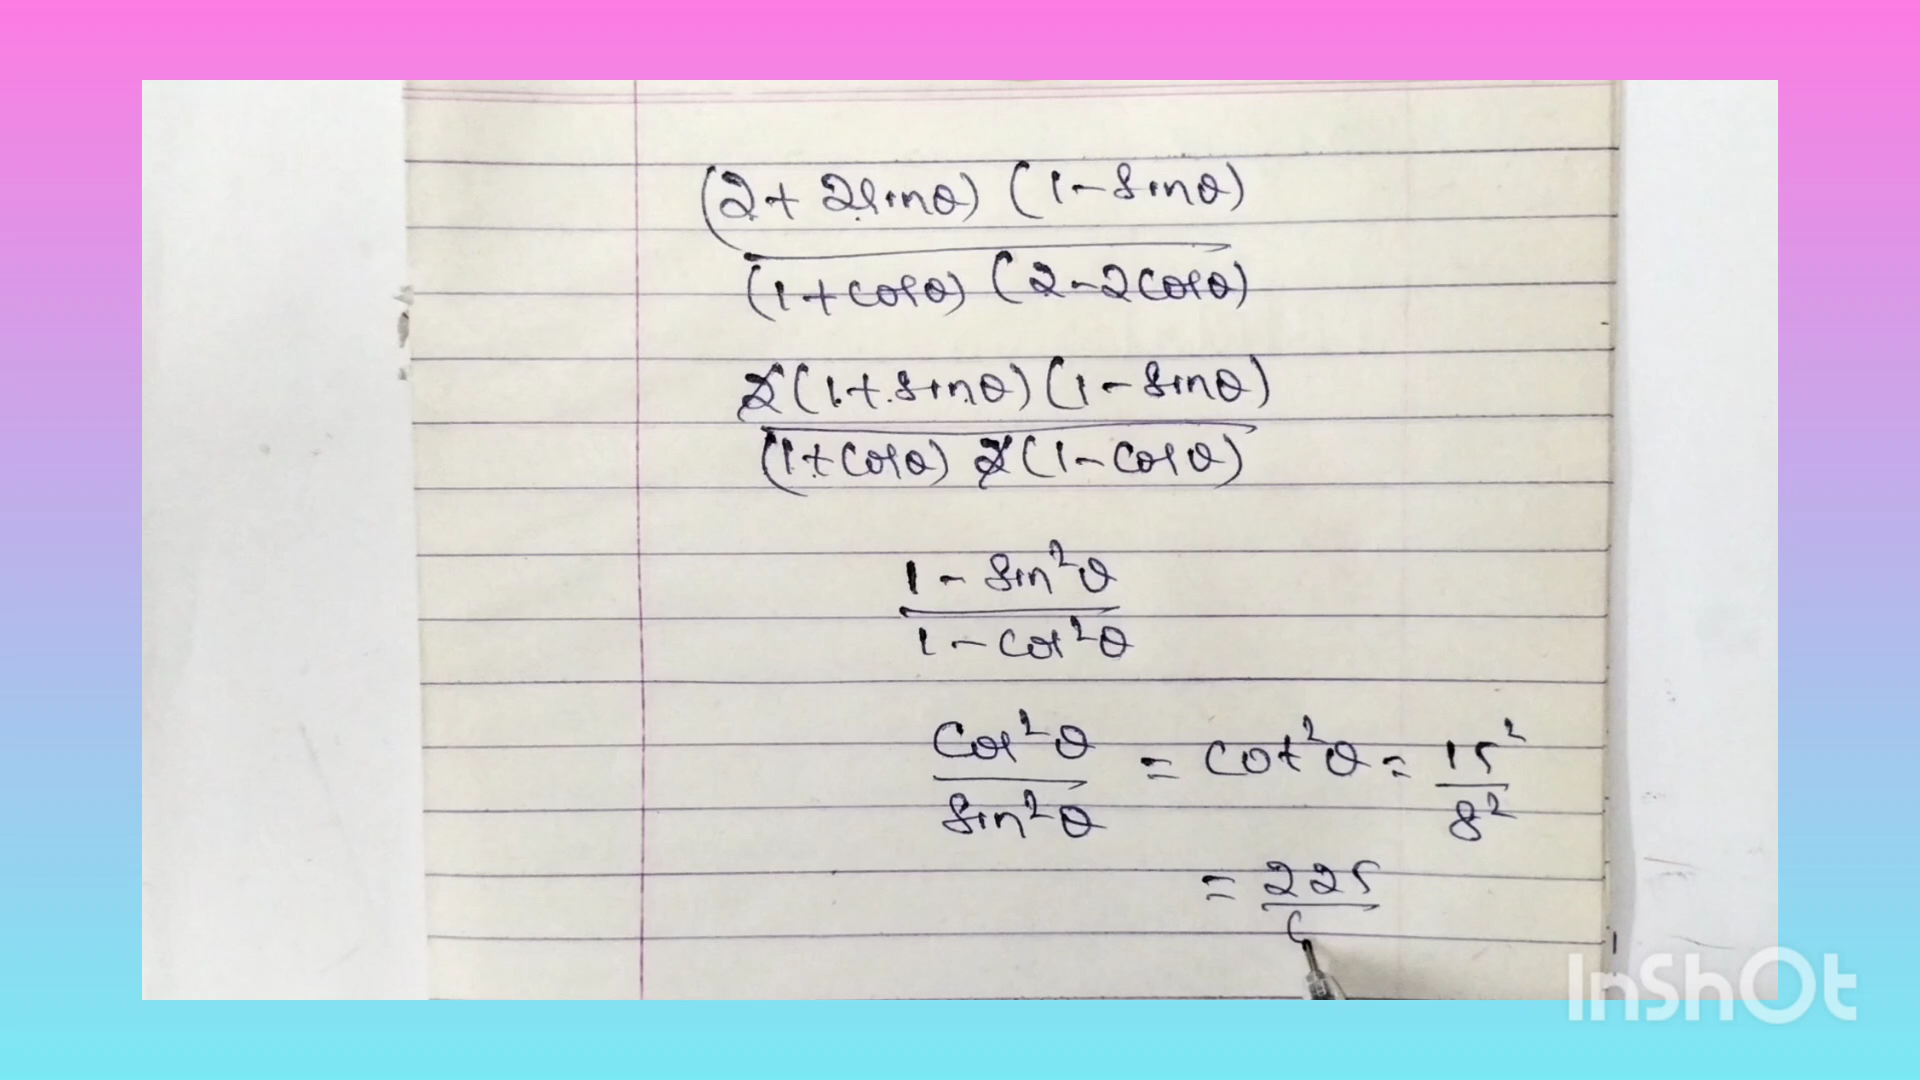 (2 + 2sinθ) (1 - sinθ)
(1 + cosθ) (2 - 2cosθ)
2(1 + sinθ) (1 - sinθ)
(1 + cosθ) 2(1 - cosθ)
1 - sin²θ
1 - cos²θ
cos²θ
sin²θ
= cot²θ = 15²
8²
= 225
InShOt